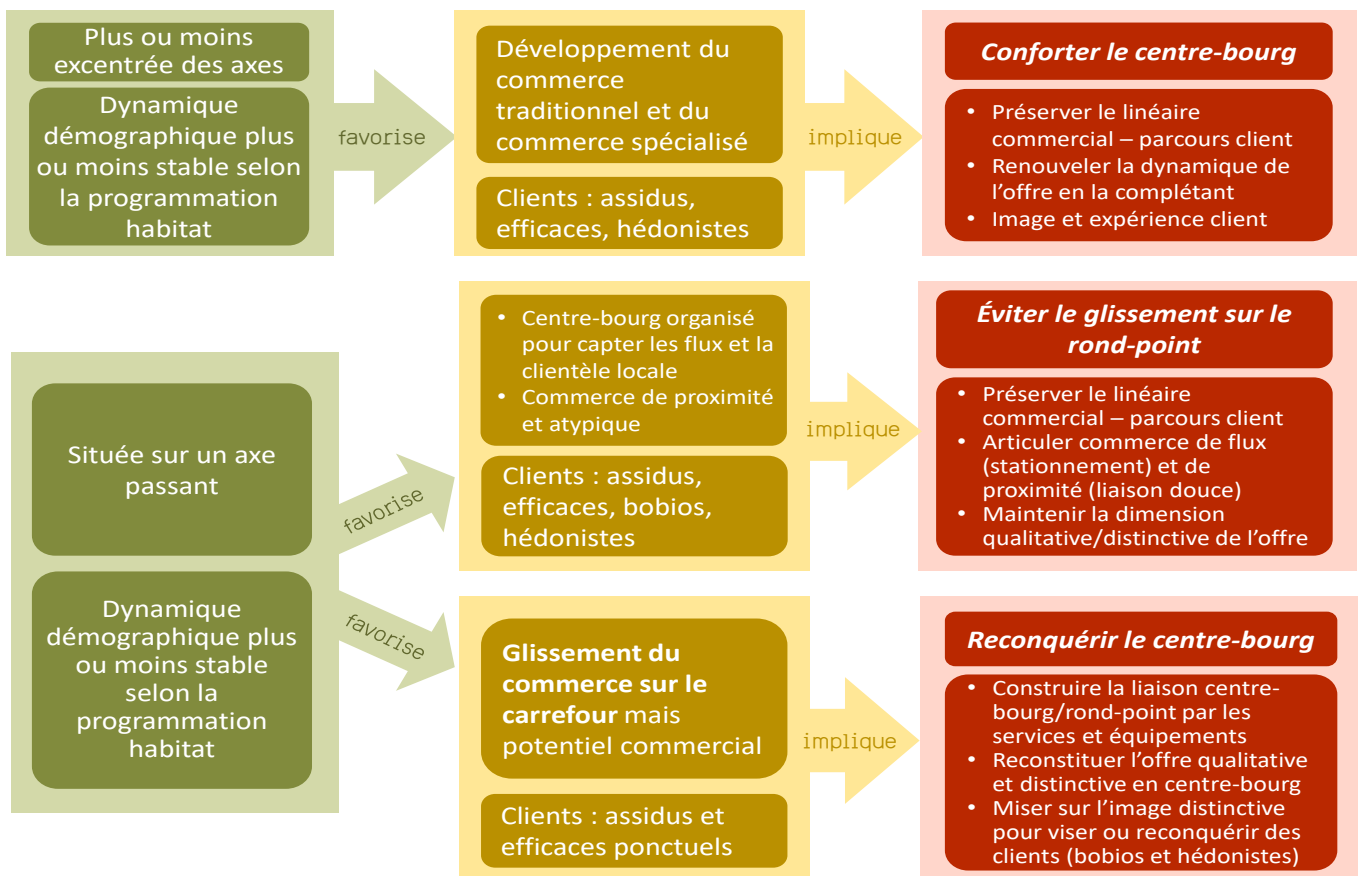 Plus ou moins
excentrée des axes
Dynamique
démographique plus
ou moins stable selon
la programmation
habitat
favorise
Développement du
commerce
traditionnel et du
commerce spécialisé
Clients : assidus,
efficaces, hédonistes
implique
Conforter le centre-bourg
• Préserver le linéaire
commercial – parcours client
• Renouveler la dynamique de
l’offre en la complétant
• Image et expérience client
Située sur un axe
passant
Dynamique
démographique plus
ou moins stable
selon la
programmation
habitat
favorise
• Centre-bourg organisé
pour capter les flux et la
clientèle locale
• Commerce de proximité
et atypique
Clients : assidus,
efficaces, bobios,
hédonistes
implique
Éviter le glissement sur le
rond-point
• Préserver le linéaire
commercial – parcours client
• Articuler commerce de flux
(stationnement) et de
proximité (liaison douce)
• Maintenir la dimension
qualitative/distinctive de l’offre
favorise
Glissement du
commerce sur le
carrefour mais
potentiel commercial
Clients : assidus et
efficaces ponctuels
implique
Reconquérir le centre-bourg
• Construire la liaison centre-
bourg/rond-point par les
services et équipements
• Reconstituer l’offre qualitative
et distinctive en centre-bourg
• Miser sur l’image distinctive
pour viser ou reconquérir des
clients (bobios et hédonistes)